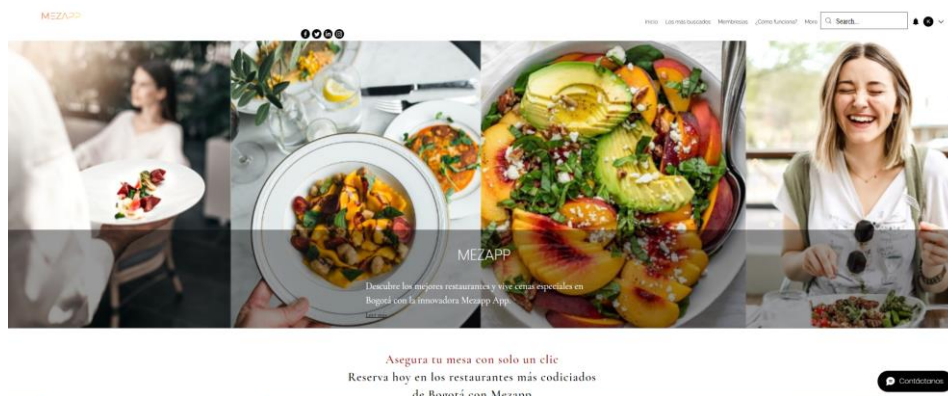 MEZAPP
Inicio Los más buscados Membresías ¿Cómo funciona? More Search...
MEZAPP
Descubre los mejores restaurantes y vive cenas especiales en
Bogotá con la innovadora Mezapp App.
Leer más
Asegura tu mesa con solo un clic
Reserva hoy en los restaurantes más codiciados
de Bogotá con Mezapp
Contáctanos